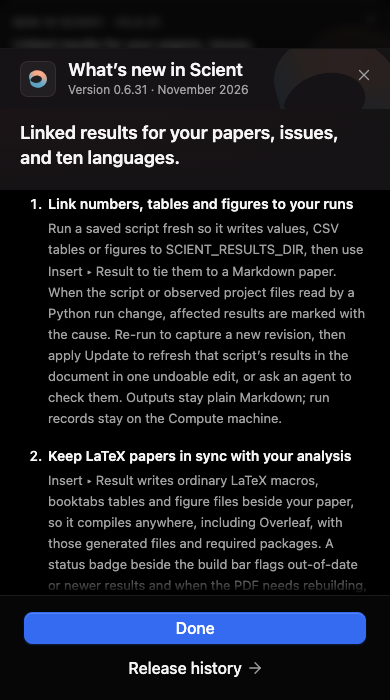 What's new in Scient
Version 0.6.31 · November 2026
Linked results for your papers, issues,
and ten languages.
1. Link numbers, tables and figures to your runs
Run a saved script fresh so it writes values, CSV
tables or figures to SCIENT_RESULTS_DIR, then use
Insert ▸ Result to tie them to a Markdown paper.
When the script or observed project files read by a
Python run change, affected results are marked with
the cause. Re-run to capture a new revision, then
apply Update to refresh that script's results in the
document in one undoable edit, or ask an agent to
check them. Outputs stay plain Markdown; run
records stay on the Compute machine.
2. Keep LaTeX papers in sync with your analysis
Insert ▸ Result writes ordinary LaTeX macros,
booktabs tables and figure files beside your paper,
so it compiles anywhere, including Overleaf, with
those generated files and required packages. A
status badge beside the build bar flags out-of-date
or newer results and when the PDF needs rebuilding,
Done
Release history →